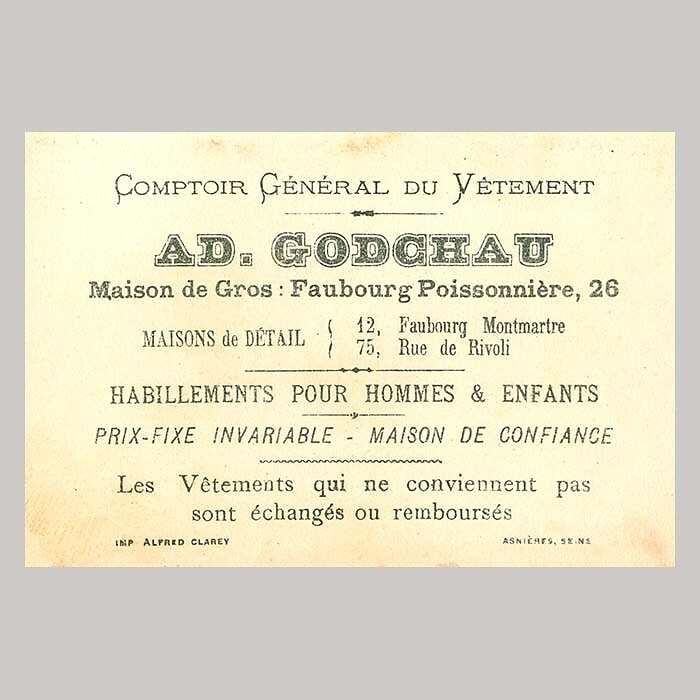 COMPTOIR GÉNÉRAL DU VÊTEMENT
AD. GODCHAU
Maison de Gros : Faubourg Poissonnière, 26
MAISONS de DÉTAIL { 12, Faubourg Montmartre
{ 75, Rue de Rivoli
HABILLEMENTS POUR HOMMES & ENFANTS
PRIX-FIXE INVARIABLE - MAISON DE CONFIANCE
Les Vêtements qui ne conviennent pas
sont échangés ou remboursés
IMP ALFRED CLAREY ASNIÈRES, SEINE